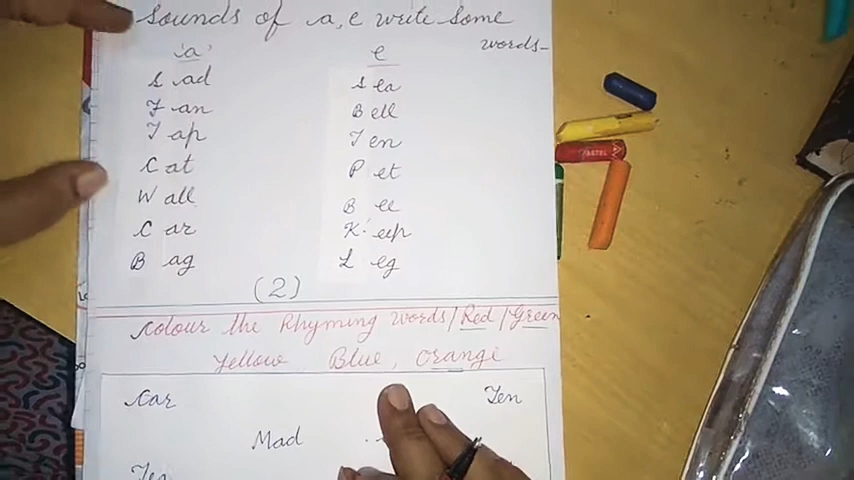 Sounds of a, e write Some
words-
'a' e
S ad S ea
F an B ell
T ap T en
C at P et
W all B ee
C ar K eep
B ag L eg
(2)
Colour the Rhyming words/Red/Green
Yellow Blue, orange
Car Ten
Mad
PASTEL